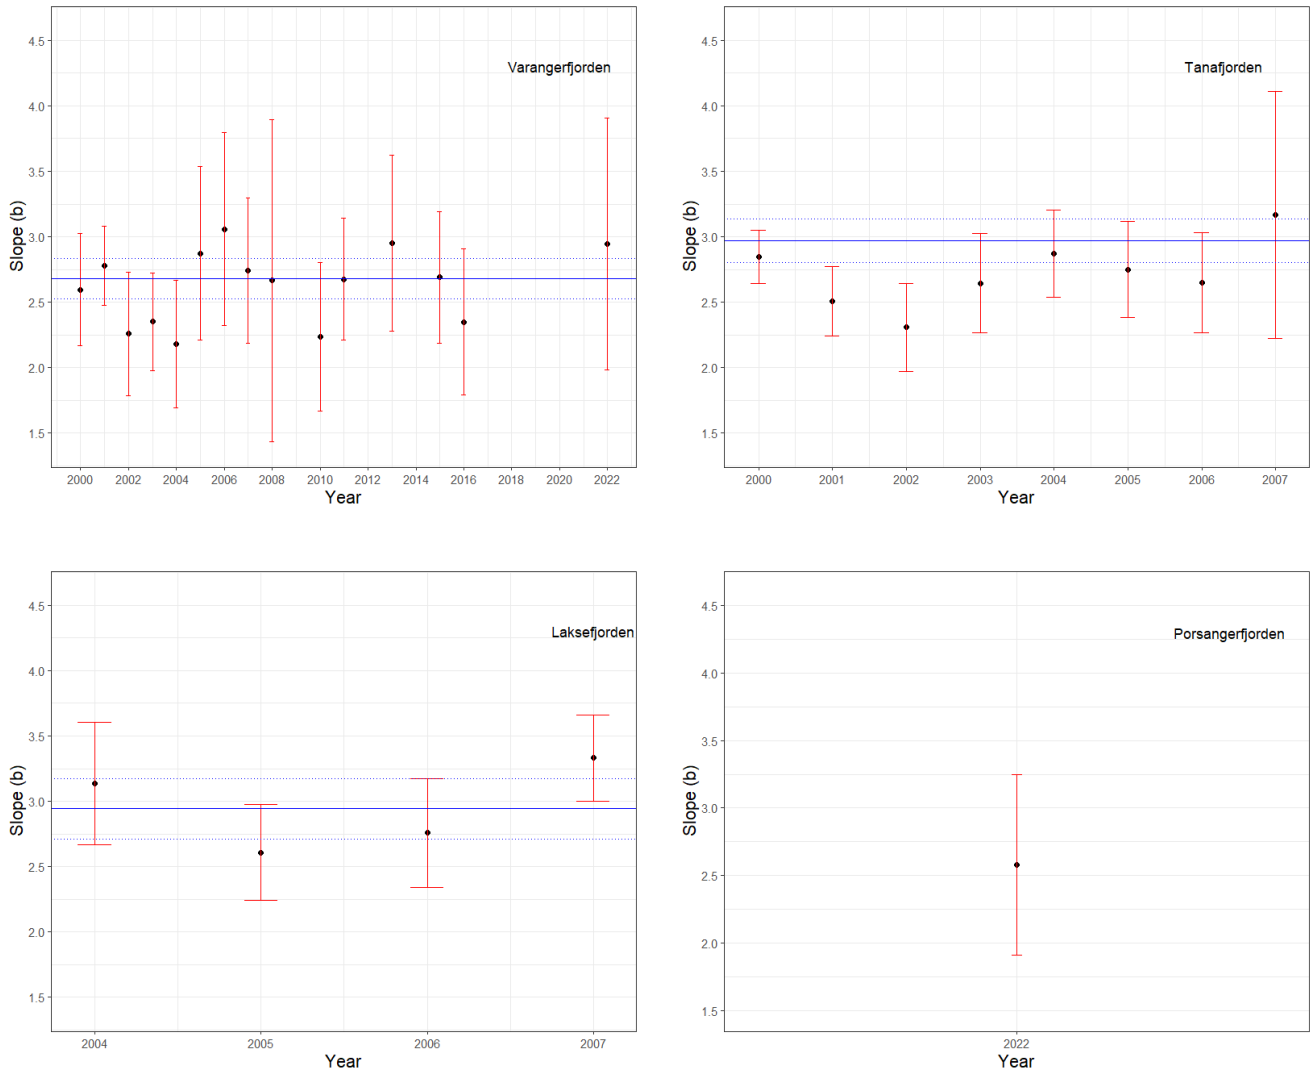 Varangerfjorden
Slope (b)
4.5
4.0
3.5
3.0
2.5
2.0
1.5
2000 2002 2004 2006 2008 2010 2012 2014 2016 2018 2020 2022
Year
Tanafjorden
Slope (b)
4.5
4.0
3.5
3.0
2.5
2.0
1.5
2000 2001 2002 2003 2004 2005 2006 2007
Year
Laksefjorden
Slope (b)
4.5
4.0
3.5
3.0
2.5
2.0
1.5
2004 2005 2006 2007
Year
Porsangerfjorden
Slope (b)
4.5
4.0
3.5
3.0
2.5
2.0
1.5
2022
Year